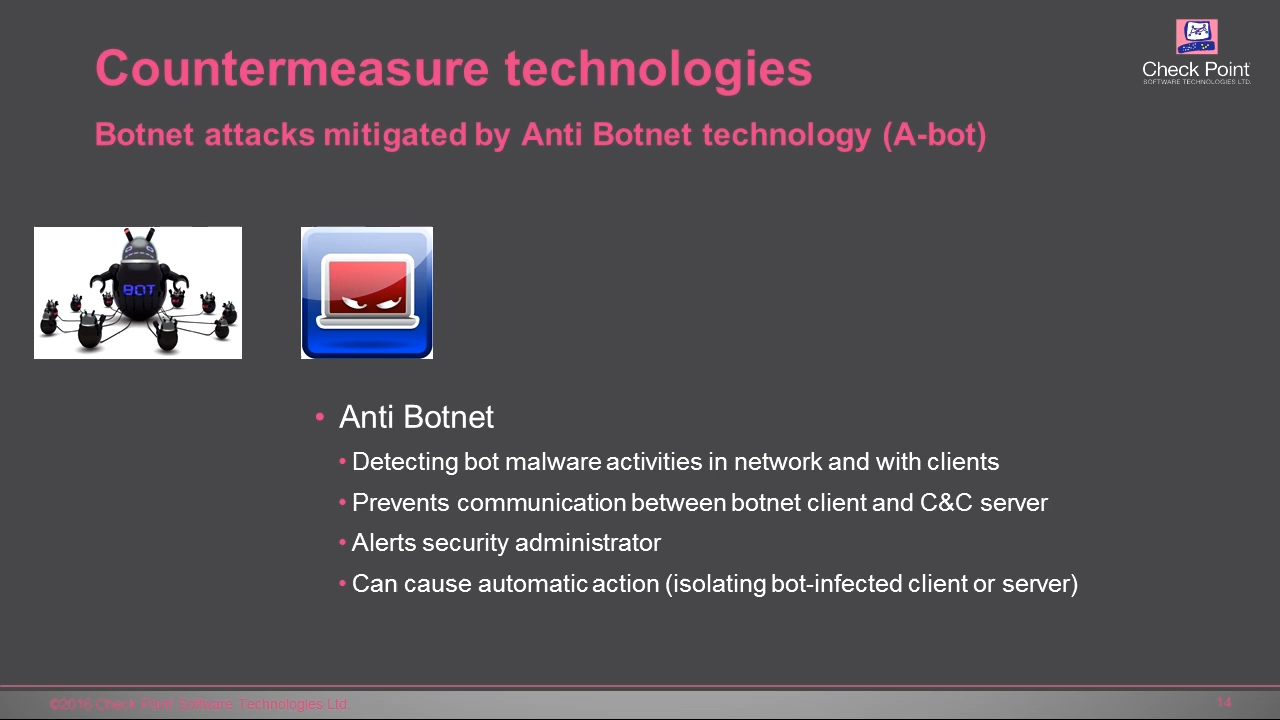 Countermeasure technologies
Check Point
SOFTWARE TECHNOLOGIES LTD.
Botnet attacks mitigated by Anti Botnet technology (A-bot)
BOT
• Anti Botnet
• Detecting bot malware activities in network and with clients
• Prevents communication between botnet client and C&C server
• Alerts security administrator
• Can cause automatic action (isolating bot-infected client or server)
©2016 Check Point Software Technologies Ltd.
14